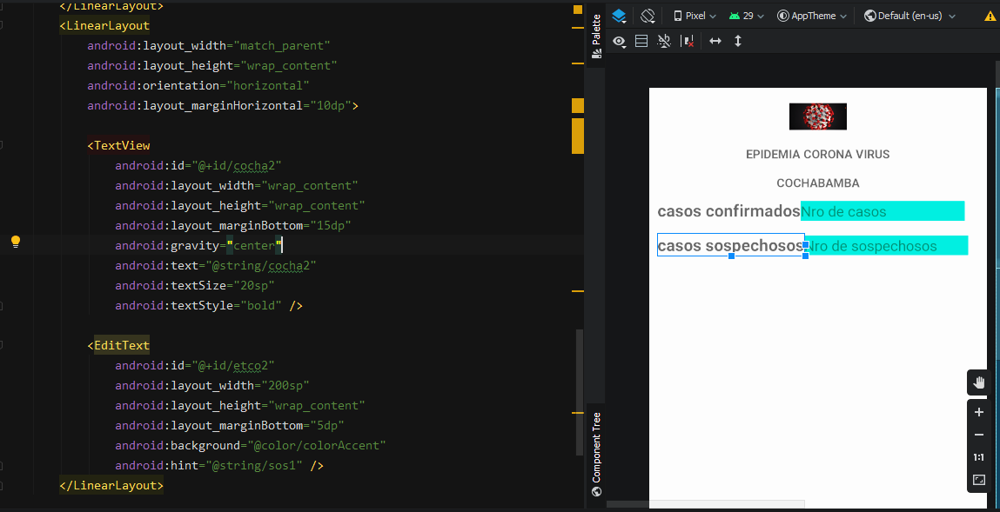 </LinearLayout>
<LinearLayout
android:layout_width="match_parent"
android:layout_height="wrap_content"
android:orientation="horizontal"
android:layout_marginHorizontal="10dp">
<TextView
android:id="@+id/cocha2"
android:layout_width="wrap_content"
android:layout_height="wrap_content"
android:layout_marginBottom="15dp"
android:gravity="center"
android:text="@string/cocha2"
android:textSize="20sp"
android:textStyle="bold" />
<EditText
android:id="@+id/etco2"
android:layout_width="200sp"
android:layout_height="wrap_content"
android:layout_marginBottom="5dp"
android:background="@color/colorAccent"
android:hint="@string/sos1" />
</LinearLayout>
Palette
Component Tree
Pixel 29 AppTheme Default (en-us)
EPIDEMIA CORONA VIRUS
COCHABAMBA
casos confirmados Nro de casos
casos sospechosos Nro de sospechosos
1:1